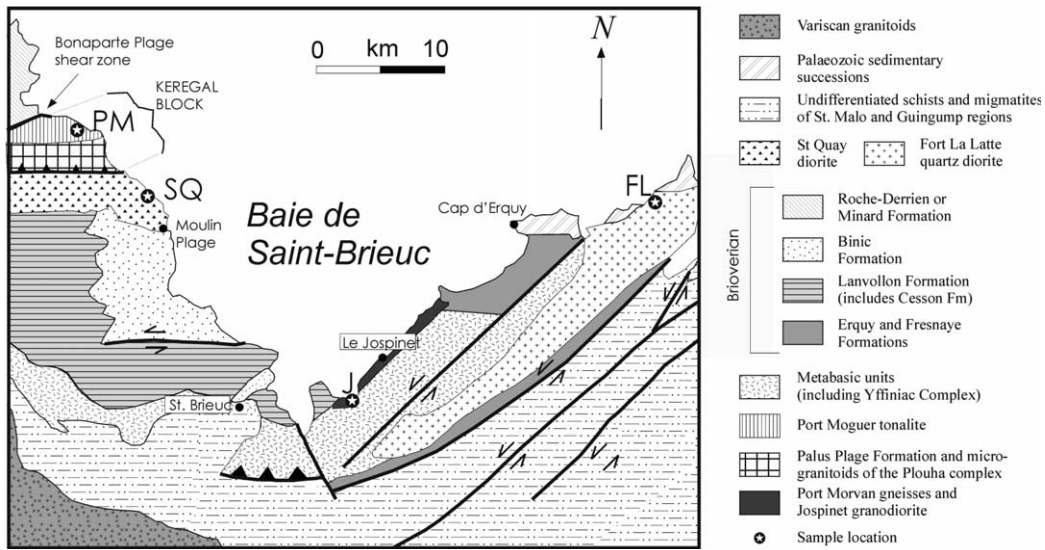 Bonaparte Plage
shear zone
KEREGAL
BLOCK
PM
0 km 10
N
SQ
Moulin
Plage
Baie de
Saint-Brieuc
Cap d'Erquy
FL
Le Jospinet
J
St. Brieuc
Variscan granitoids
Palaeozoic sedimentary
successions
Undifferentiated schists and migmatites
of St. Malo and Guingump regions
St Quay
diorite
Fort La Latte
quartz diorite
Brioverian
Roche-Derrien or
Minard Formation
Binic
Formation
Lanvollon Formation
(includes Cesson Fm)
Erquy and Fresnaye
Formations
Metabasic units
(including Yffiniac Complex)
Port Moguer tonalite
Palus Plage Formation and micro-
granitoids of the Plouha complex
Port Morvan gneisses and
Jospinet granodiorite
Sample location